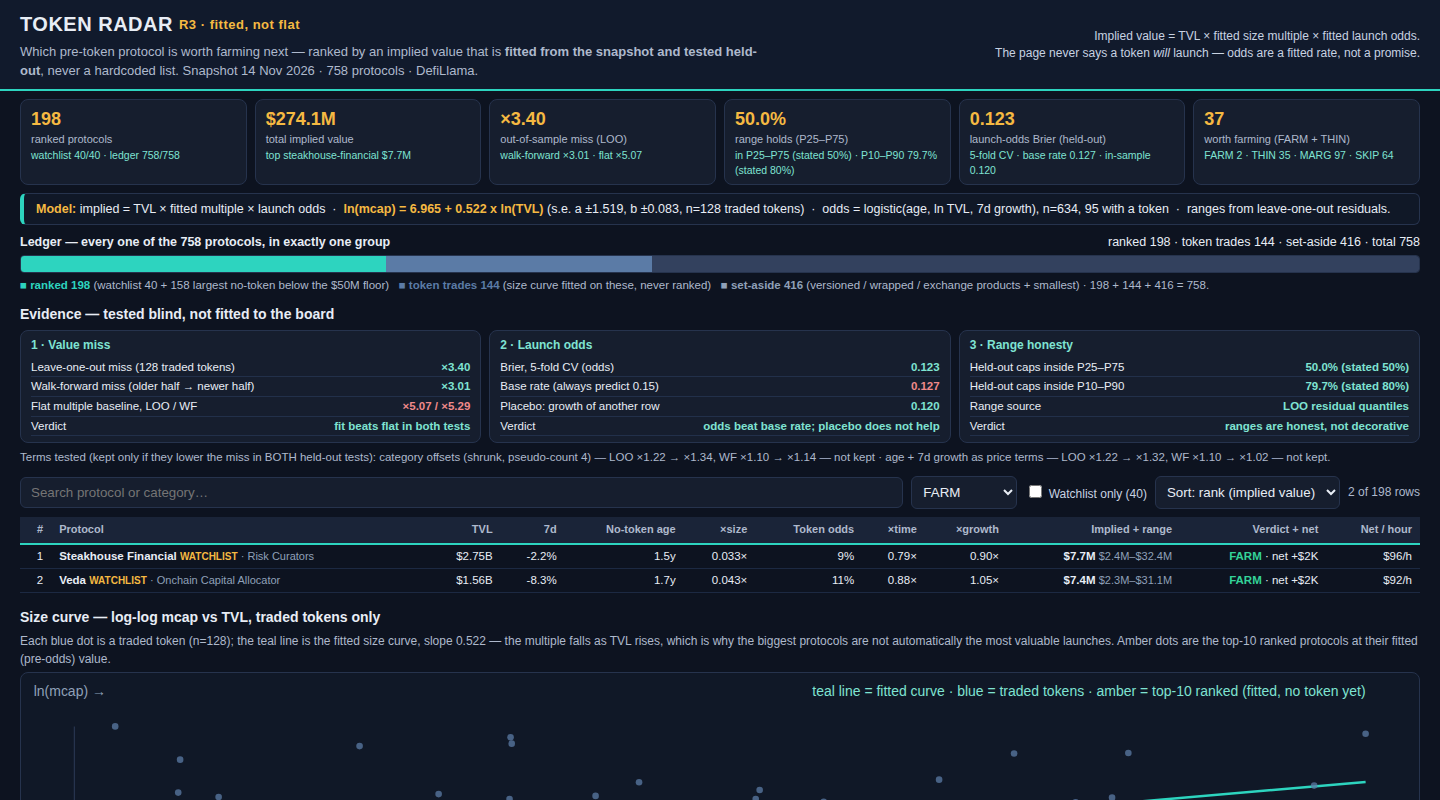 TOKEN RADAR R3 · fitted, not flat
Which pre-token protocol is worth farming next — ranked by an implied value that is fitted from the snapshot and tested held-
out, never a hardcoded list. Snapshot 14 Nov 2026 · 758 protocols · DefiLlama.
Implied value = TVL × fitted size multiple × fitted launch odds.
The page never says a token will launch — odds are a fitted rate, not a promise.
198
ranked protocols
watchlist 40/40 · ledger 758/758
$274.1M
total implied value
top steakhouse-financial $7.7M
×3.40
out-of-sample miss (LOO)
walk-forward ×3.01 · flat ×5.07
50.0%
range holds (P25–P75)
in P25–P75 (stated 50%) · P10–P90 79.7%
(stated 80%)
0.123
launch-odds Brier (held-out)
5-fold CV · base rate 0.127 · in-sample
0.120
37
worth farming (FARM + THIN)
FARM 2 · THIN 35 · MARG 97 · SKIP 64
Model: implied = TVL × fitted multiple × launch odds · ln(mcap) = 6.965 + 0.522 x ln(TVL) (s.e. a ±1.519, b ±0.083, n=128 traded tokens) · odds = logistic(age, ln TVL, 7d growth), n=634, 95 with a token · ranges from leave-one-out residuals.
Ledger — every one of the 758 protocols, in exactly one group
ranked 198 · token trades 144 · set-aside 416 · total 758
■ ranked 198 (watchlist 40 + 158 largest no-token below the $50M floor) ■ token trades 144 (size curve fitted on these, never ranked) ■ set-aside 416 (versioned / wrapped / exchange products + smallest) · 198 + 144 + 416 = 758.
Evidence — tested blind, not fitted to the board
1 · Value miss
Leave-one-out miss (128 traded tokens) ×3.40
Walk-forward miss (older half → newer half) ×3.01
Flat multiple baseline, LOO / WF ×5.07 / ×5.29
Verdict fit beats flat in both tests
2 · Launch odds
Brier, 5-fold CV (odds) 0.123
Base rate (always predict 0.15) 0.127
Placebo: growth of another row 0.120
Verdict odds beat base rate; placebo does not help
3 · Range honesty
Held-out caps inside P25–P75 50.0% (stated 50%)
Held-out caps inside P10–P90 79.7% (stated 80%)
Range source LOO residual quantiles
Verdict ranges are honest, not decorative
Terms tested (kept only if they lower the miss in BOTH held-out tests): category offsets (shrunk, pseudo-count 4) — LOO ×1.22 → ×1.34, WF ×1.10 → ×1.14 — not kept · age + 7d growth as price terms — LOO ×1.22 → ×1.32, WF ×1.10 → ×1.02 — not kept.
Search protocol or category…
FARM
Watchlist only (40)
Sort: rank (implied value)
2 of 198 rows
# Protocol TVL 7d No-token age ×size Token odds ×time ×growth Implied + range Verdict + net Net / hour
1 Steakhouse Financial WATCHLIST · Risk Curators $2.75B -2.2% 1.5y 0.033× 9% 0.79× 0.90× $7.7M $2.4M–$32.4M FARM · net +$2K $96/h
2 Veda WATCHLIST · Onchain Capital Allocator $1.56B -8.3% 1.7y 0.043× 11% 0.88× 1.05× $7.4M $2.3M–$31.1M FARM · net +$2K $92/h
Size curve — log-log mcap vs TVL, traded tokens only
Each blue dot is a traded token (n=128); the teal line is the fitted size curve, slope 0.522 — the multiple falls as TVL rises, which is why the biggest protocols are not automatically the most valuable launches. Amber dots are the top-10 ranked protocols at their fitted
(pre-odds) value.
ln(mcap) →
teal line = fitted curve · blue = traded tokens · amber = top-10 ranked (fitted, no token yet)